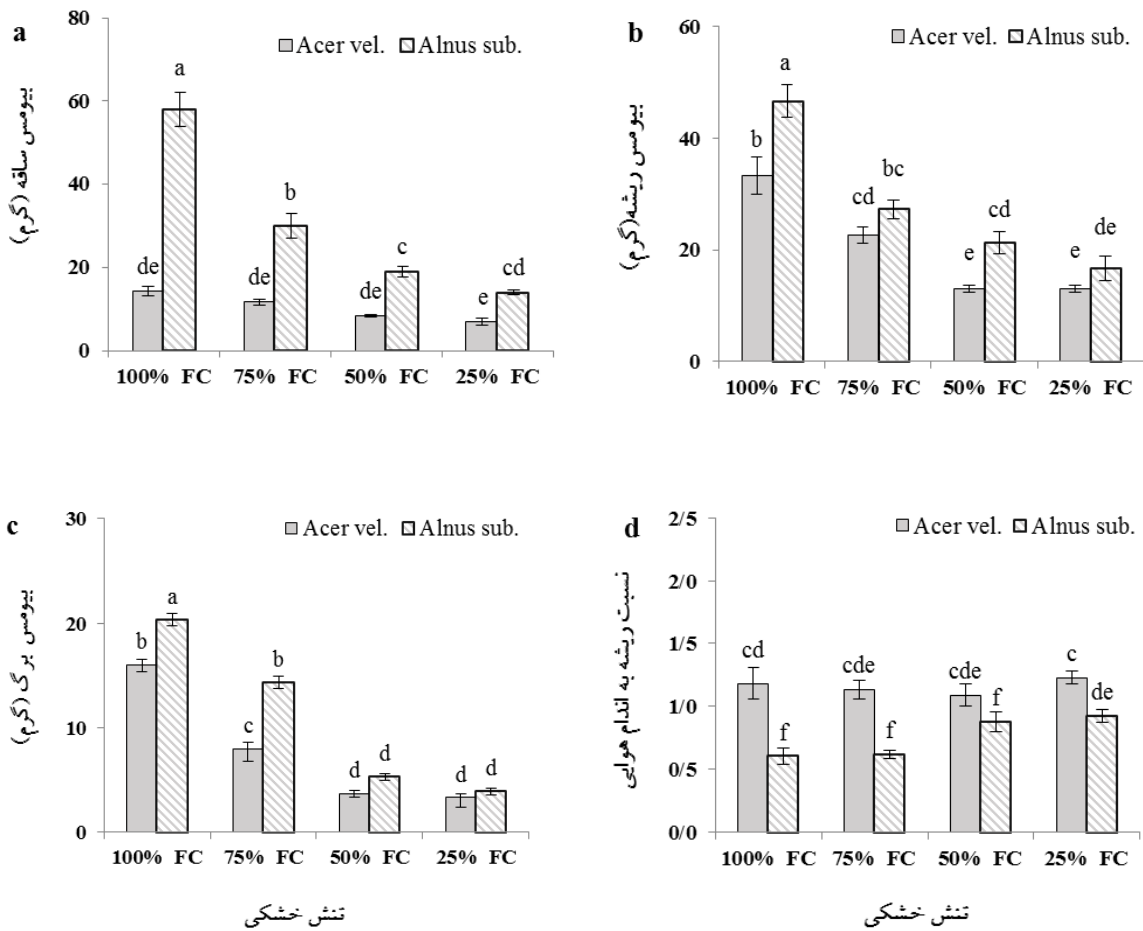 a
Acer vel. Alnus sub.
بیومس ساقه (گرم)
80
60
40
20
0
a
b
c
cd
de
de
de
e
100% FC 75% FC 50% FC 25% FC
b
Acer vel. Alnus sub.
بیومس ریشه(گرم)
60
40
20
0
a
b
cd
bc
e
cd
e
de
100% FC 75% FC 50% FC 25% FC
c
Acer vel. Alnus sub.
بیومس برگ (گرم)
30
20
10
0
b
a
c
b
d
d
d
d
100% FC 75% FC 50% FC 25% FC
تنش خشکی
d
Acer vel. Alnus sub.
نسبت ریشه به اندام هوایی
2/5
2/0
1/5
1/0
0/5
0/0
cd
f
cde
f
cde
f
c
de
100% FC 75% FC 50% FC 25% FC
تنش خشکی